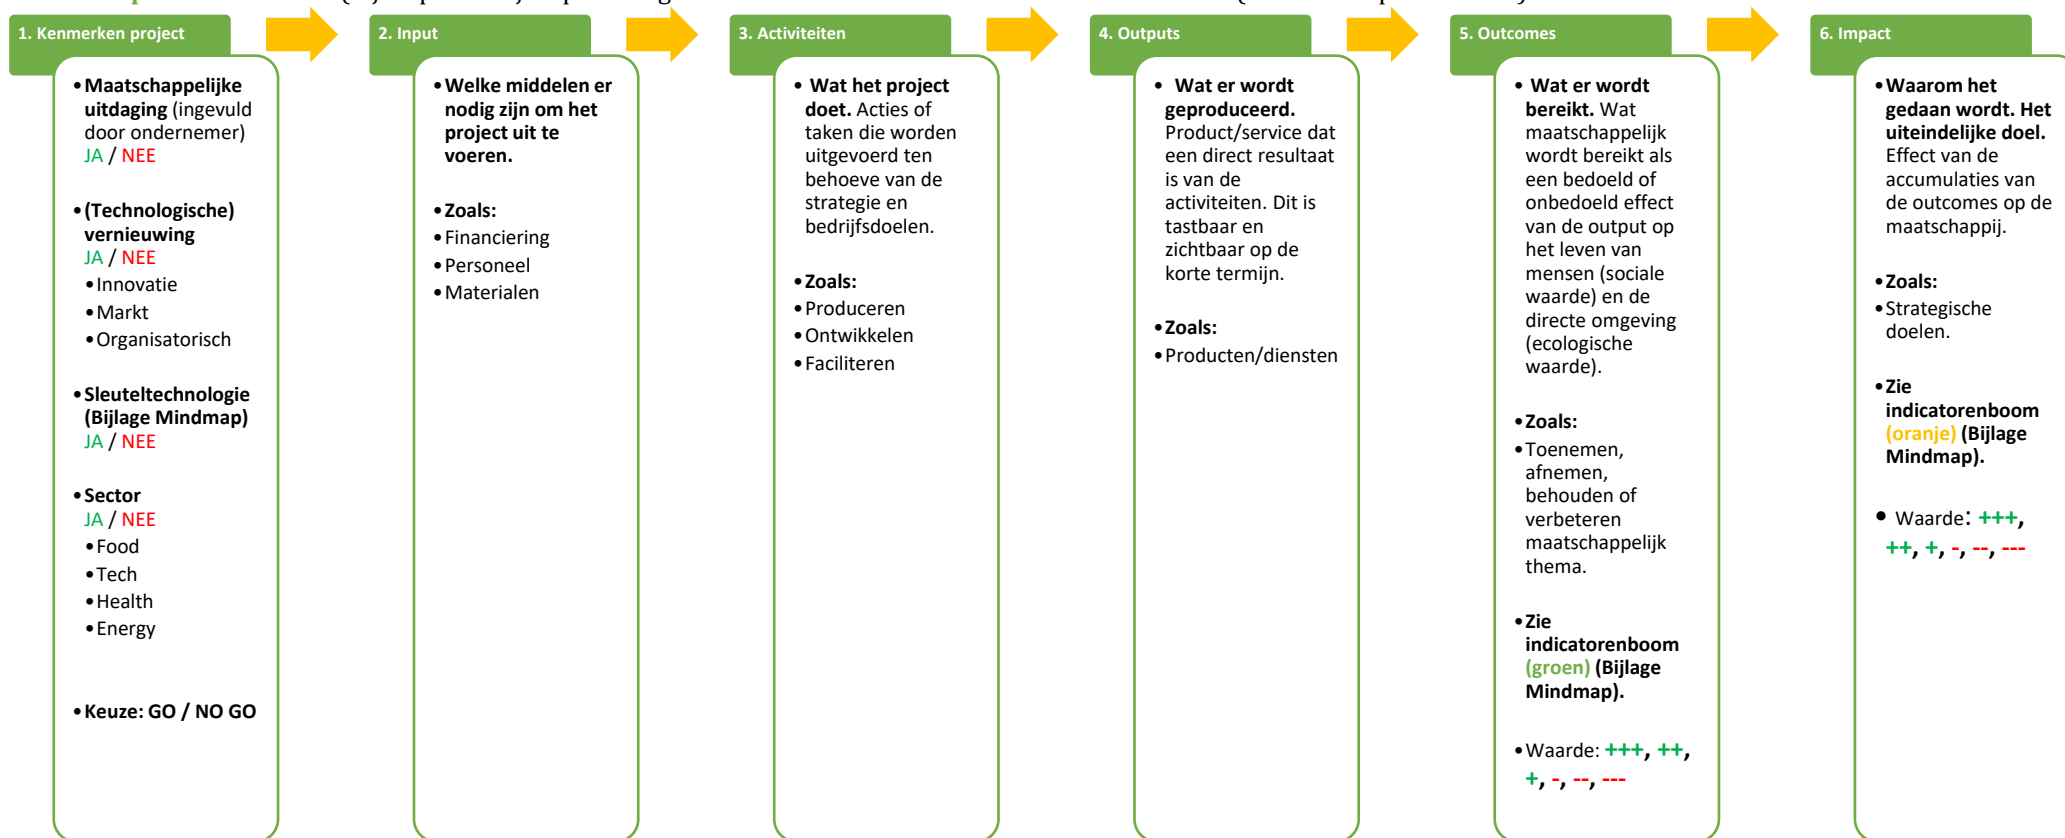 1. Kenmerken project
• Maatschappelijke
uitdaging (ingevuld
door ondernemer)
JA / NEE
• (Technologische)
vernieuwing
JA / NEE
• Innovatie
• Markt
• Organisatorisch
• Sleuteltechnologie
(Bijlage Mindmap)
JA / NEE
• Sector
JA / NEE
• Food
• Tech
• Health
• Energy
• Keuze: GO / NO GO
2. Input
• Welke middelen er
nodig zijn om het
project uit te
voeren.
• Zoals:
• Financiering
• Personeel
• Materialen
3. Activiteiten
• Wat het project
doet. Acties of
taken die worden
uitgevoerd ten
behoeve van de
strategie en
bedrijfsdoelen.
• Zoals:
• Produceren
• Ontwikkelen
• Faciliteren
4. Outputs
• Wat er wordt
geproduceerd.
Product/service dat
een direct resultaat
is van de
activiteiten. Dit is
tastbaar en
zichtbaar op de
korte termijn.
• Zoals:
• Producten/diensten
5. Outcomes
• Wat er wordt
bereikt. Wat
maatschappelijk
wordt bereikt als
een bedoeld of
onbedoeld effect
van de output op
het leven van
mensen (sociale
waarde) en de
directe omgeving
(ecologische
waarde).
• Zoals:
• Toenemen,
afnemen,
behouden of
verbeteren
maatschappelijk
thema.
• Zie
indicatorenboom
(groen) (Bijlage
Mindmap).
• Waarde: +++, ++,
+, -, --, ---
6. Impact
• Waarom het
gedaan wordt. Het
uiteindelijke doel.
Effect van de
accumulaties van
de outcomes op de
maatschappij.
• Zoals:
• Strategische
doelen.
• Zie
indicatorenboom
(oranje) (Bijlage
Mindmap).
• Waarde: +++,
++, +, -, --, ---